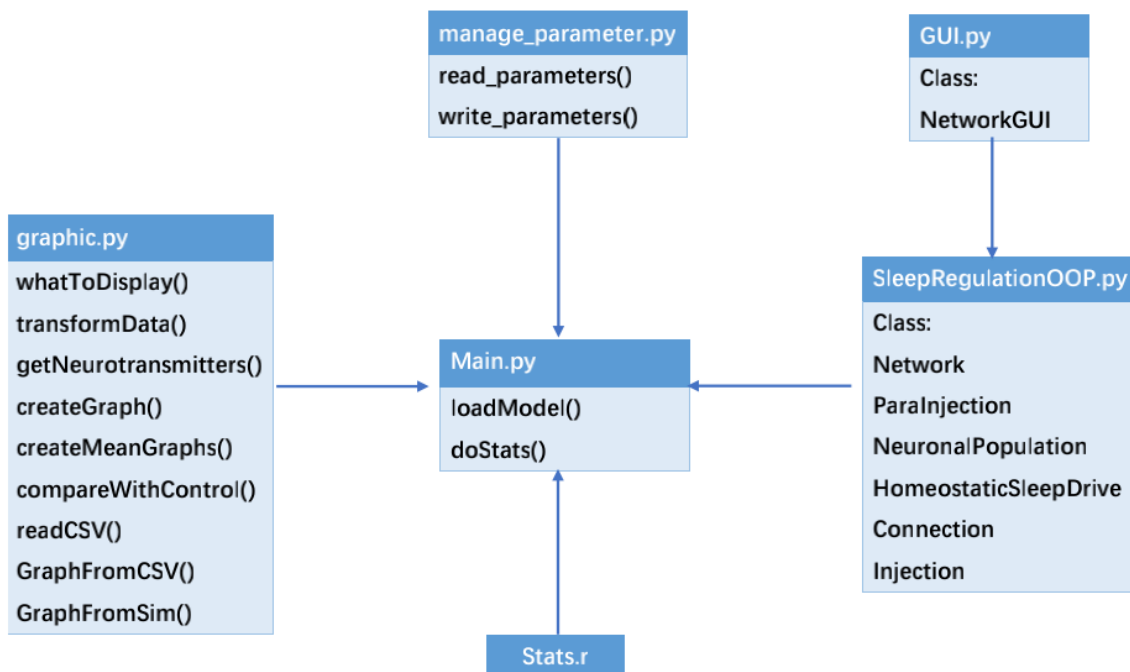 manage_parameter.py
read_parameters()
write_parameters()
GUI.py
Class:
NetworkGUI
graphic.py
whatToDisplay()
transformData()
getNeurotransmitters()
createGraph()
createMeanGraphs()
compareWithControl()
readCSV()
GraphFromCSV()
GraphFromSim()
Main.py
loadModel()
doStats()
SleepRegulationOOP.py
Class:
Network
ParaInjection
NeuronalPopulation
HomeostaticSleepDrive
Connection
Injection
Stats.r